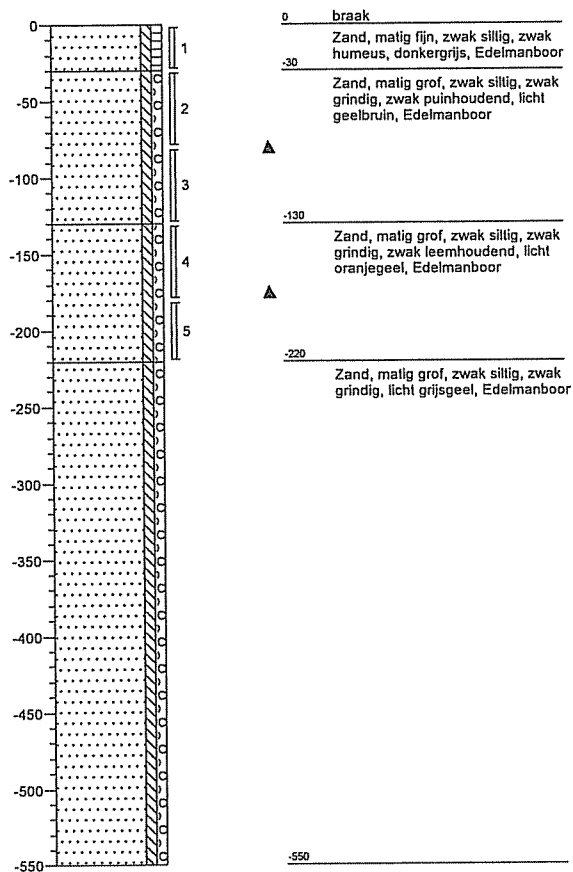 0
-50
-100
-150
-200
-250
-300
-350
-400
-450
-500
-550
1
2
3
4
5
0 braak
Zand, matig fijn, zwak siltig, zwak
humeus, donkergrijs, Edelmanboor
-30
Zand, matig grof, zwak siltig, zwak
grindig, zwak puinhoudend, licht
geelbruin, Edelmanboor
-130
Zand, matig grof, zwak siltig, zwak
grindig, zwak leemhoudend, licht
oranjegeel, Edelmanboor
-220
Zand, matig grof, zwak siltig, zwak
grindig, licht grijsgeel, Edelmanboor
-550